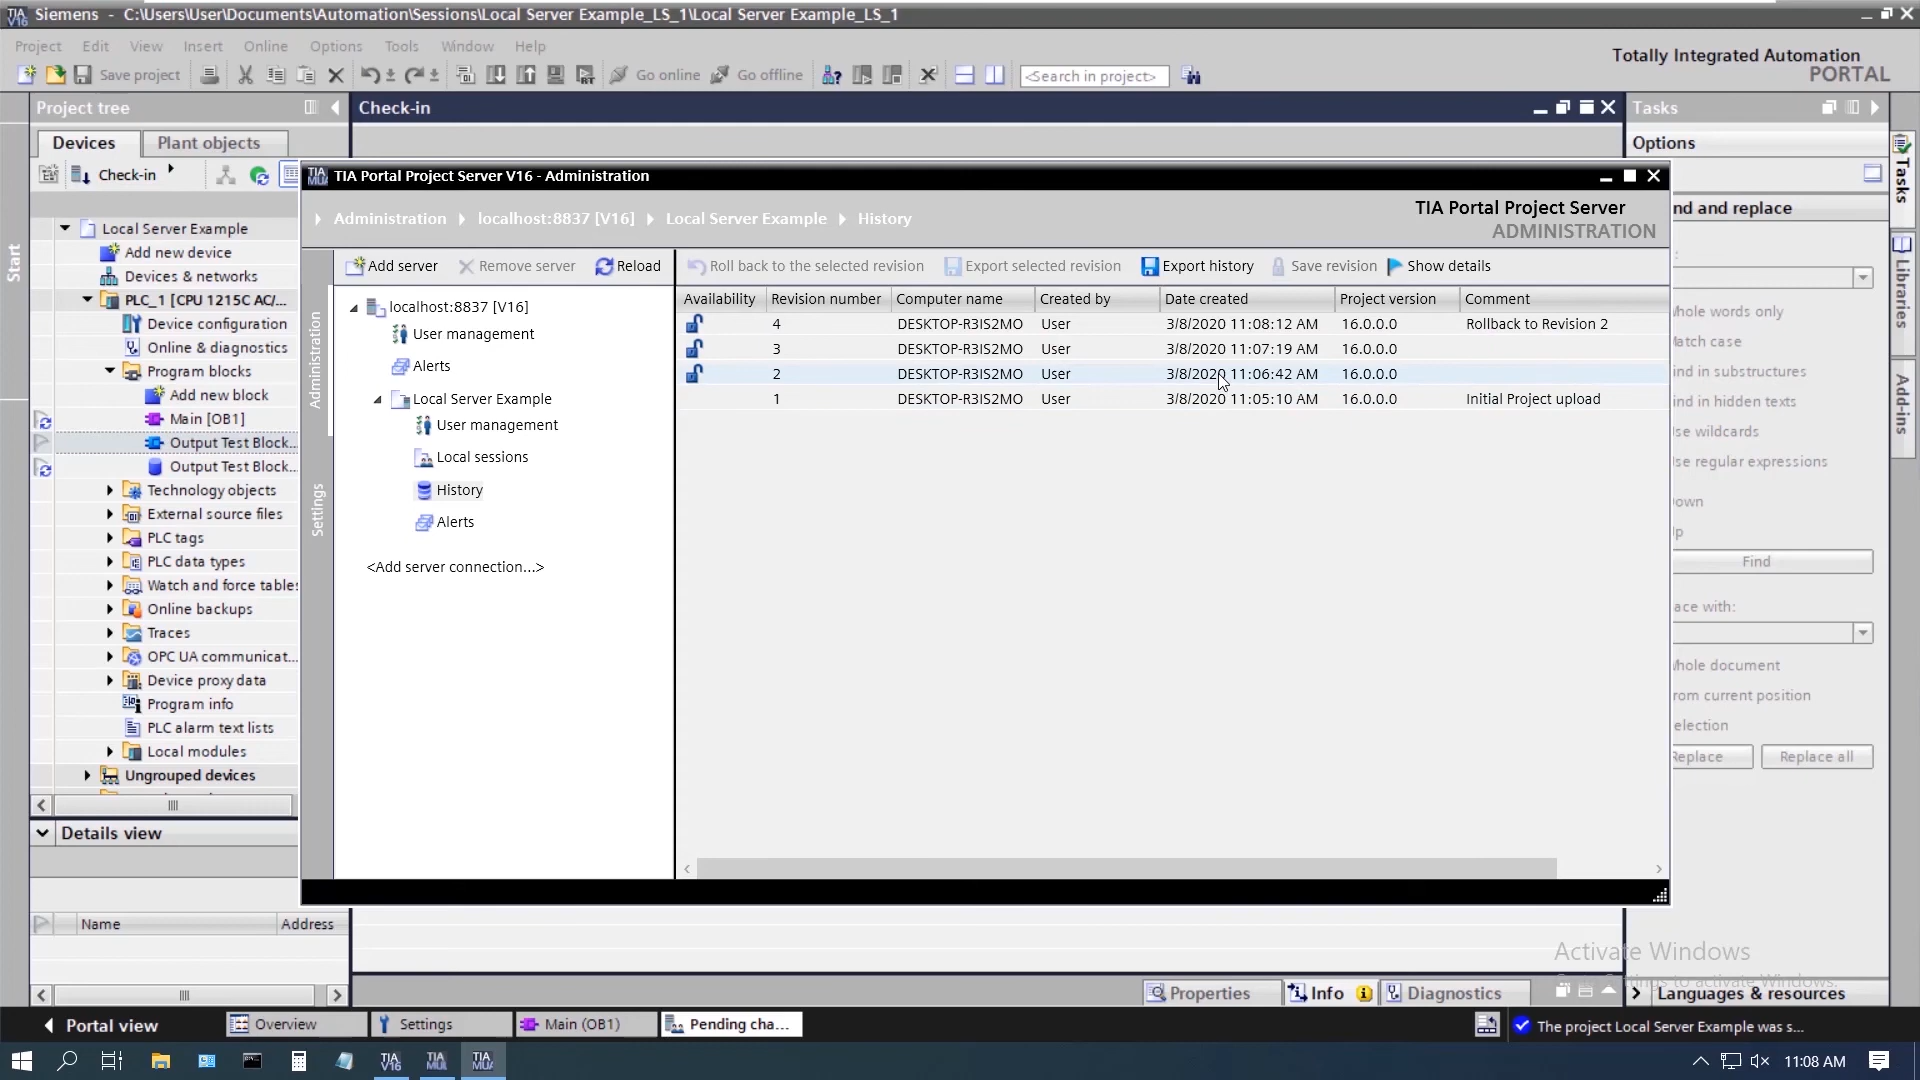 Siemens - C:\Users\User\Documents\Automation\Sessions\Local Server Example_LS_1\Local Server Example_LS_1
Project Edit View Insert Online Options Tools Window Help
Totally Integrated Automation
PORTAL
Save project
Go online
Go offline
<Search in project>
Project tree
Check-in
Tasks
Devices
Plant objects
Options
Check-in
Start
Local Server Example
Add new device
Devices & networks
PLC_1 [CPU 1215C AC/...
Device configuration
Online & diagnostics
Program blocks
Add new block
Main [OB1]
Output Test Block...
Output Test Block...
Technology objects
External source files
PLC tags
PLC data types
Watch and force tables
Online backups
Traces
OPC UA communicat...
Device proxy data
Program info
PLC alarm text lists
Local modules
Ungrouped devices
Details view
Name Address
TIA Portal Project Server V16 - Administration
Administration localhost:8837 [V16] Local Server Example History
TIA Portal Project Server
ADMINISTRATION
Add server Remove server Reload
Roll back to the selected revision Export selected revision Export history Save revision Show details
Administration
Settings
localhost:8837 [V16]
User management
Alerts
Local Server Example
User management
Local sessions
History
Alerts
<Add server connection...>
Availability Revision number Computer name Created by Date created Project version Comment
4 DESKTOP-R3IS2MO User 3/8/2020 11:08:12 AM 16.0.0.0 Rollback to Revision 2
3 DESKTOP-R3IS2MO User 3/8/2020 11:07:19 AM 16.0.0.0
2 DESKTOP-R3IS2MO User 3/8/2020 11:06:42 AM 16.0.0.0
1 DESKTOP-R3IS2MO User 3/8/2020 11:05:10 AM 16.0.0.0 Initial Project upload
nd and replace
hole words only
atch case
ind in substructures
ind in hidden texts
se wildcards
se regular expressions
own
p
Find
ace with:
hole document
rom current position
election
eplace
Replace all
Languages & resources
Tasks
Libraries
Add-ins
Activate Windows
Properties
Info
Diagnostics
Portal view
Overview
Settings
Main (OB1)
Pending cha...
The project Local Server Example was s...
11:08 AM